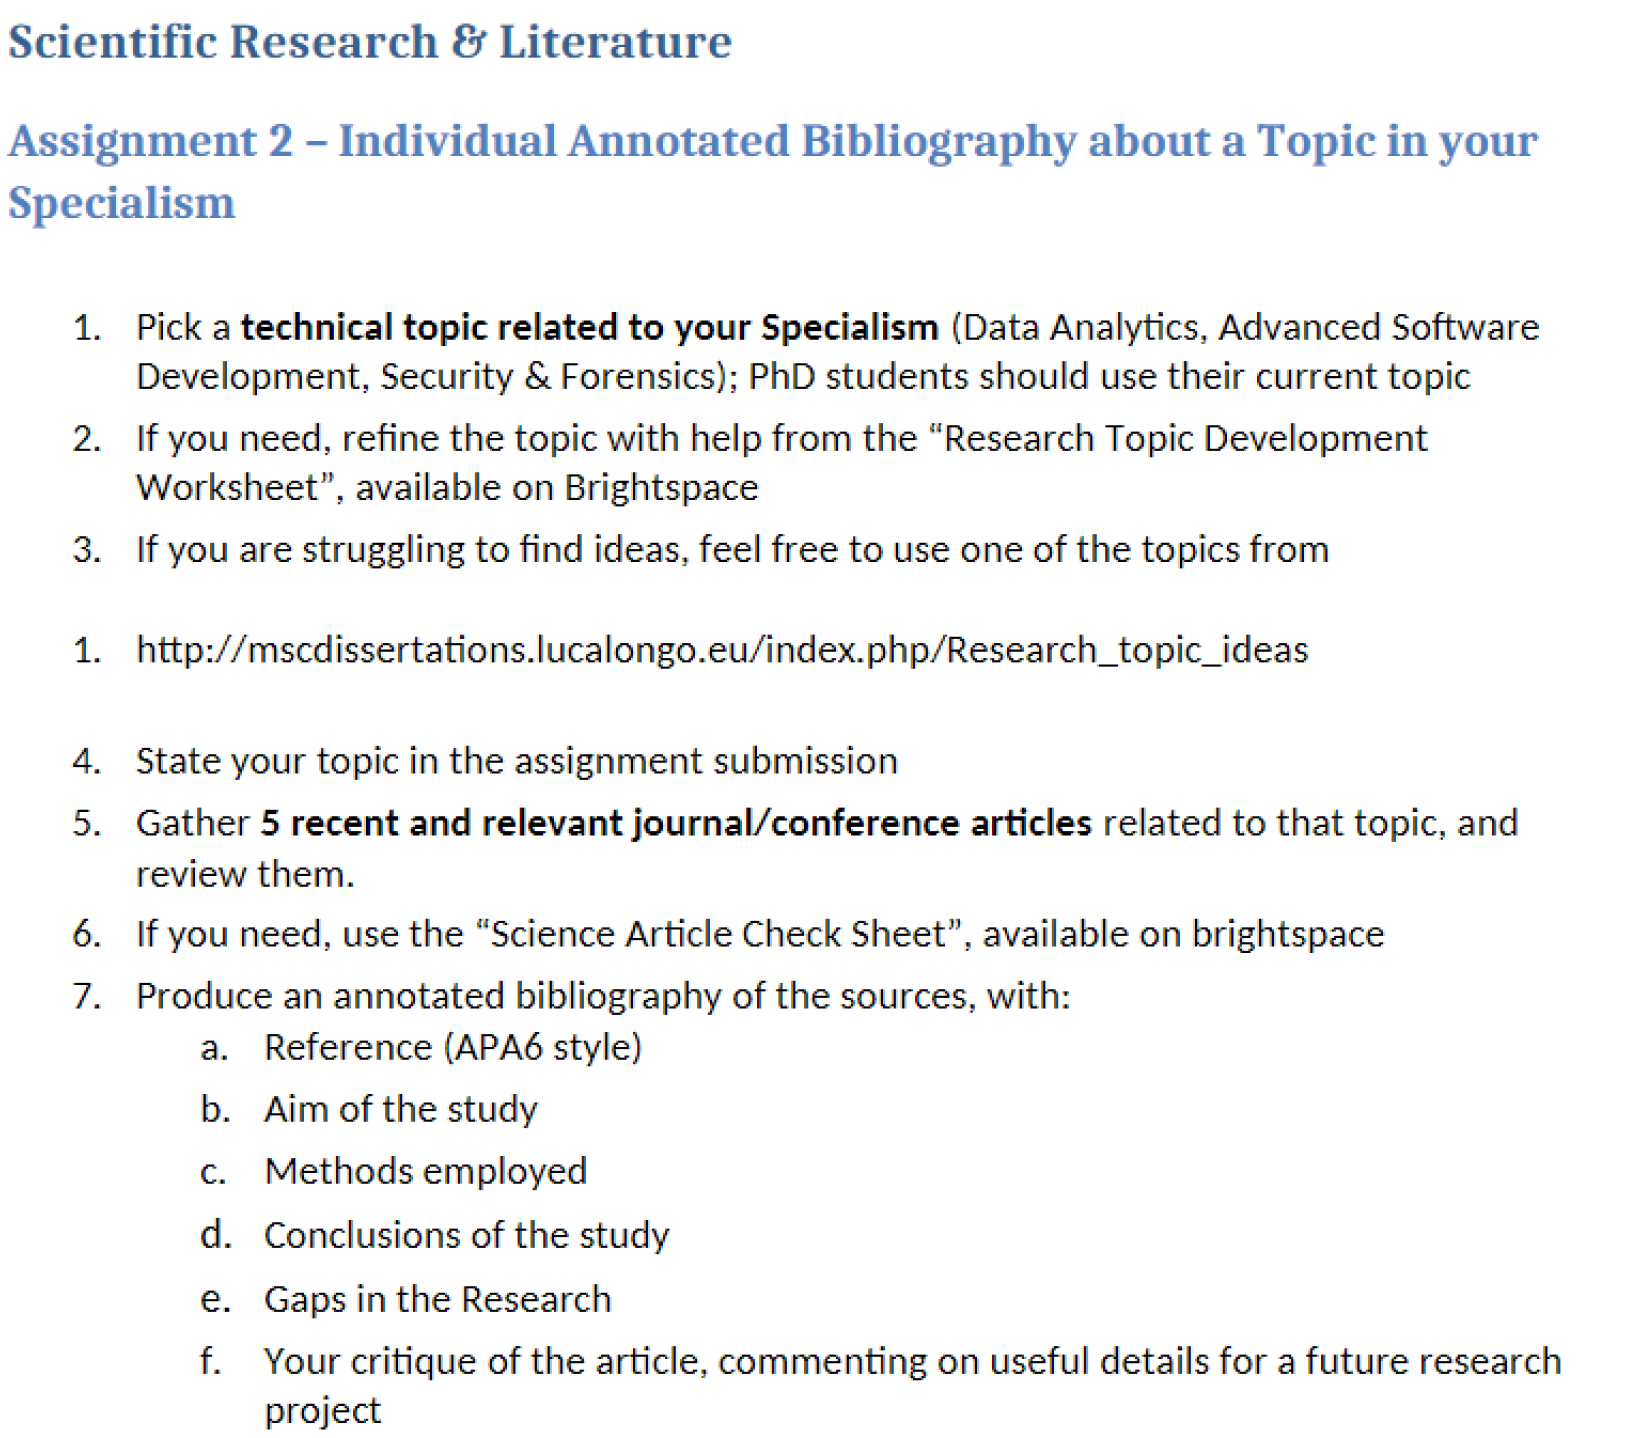 Scientific Research & Literature
Assignment 2 – Individual Annotated Bibliography about a Topic in your
Specialism
1. Pick a technical topic related to your Specialism (Data Analytics, Advanced Software
Development, Security & Forensics); PhD students should use their current topic
2. If you need, refine the topic with help from the “Research Topic Development
Worksheet”, available on Brightspace
3. If you are struggling to find ideas, feel free to use one of the topics from
1. http://mscdissertations.lucalongo.eu/index.php/Research_topic_ideas
4. State your topic in the assignment submission
5. Gather 5 recent and relevant journal/conference articles related to that topic, and
review them.
6. If you need, use the “Science Article Check Sheet”, available on brightspace
7. Produce an annotated bibliography of the sources, with:
a. Reference (APA6 style)
b. Aim of the study
c. Methods employed
d. Conclusions of the study
e. Gaps in the Research
f. Your critique of the article, commenting on useful details for a future research
project